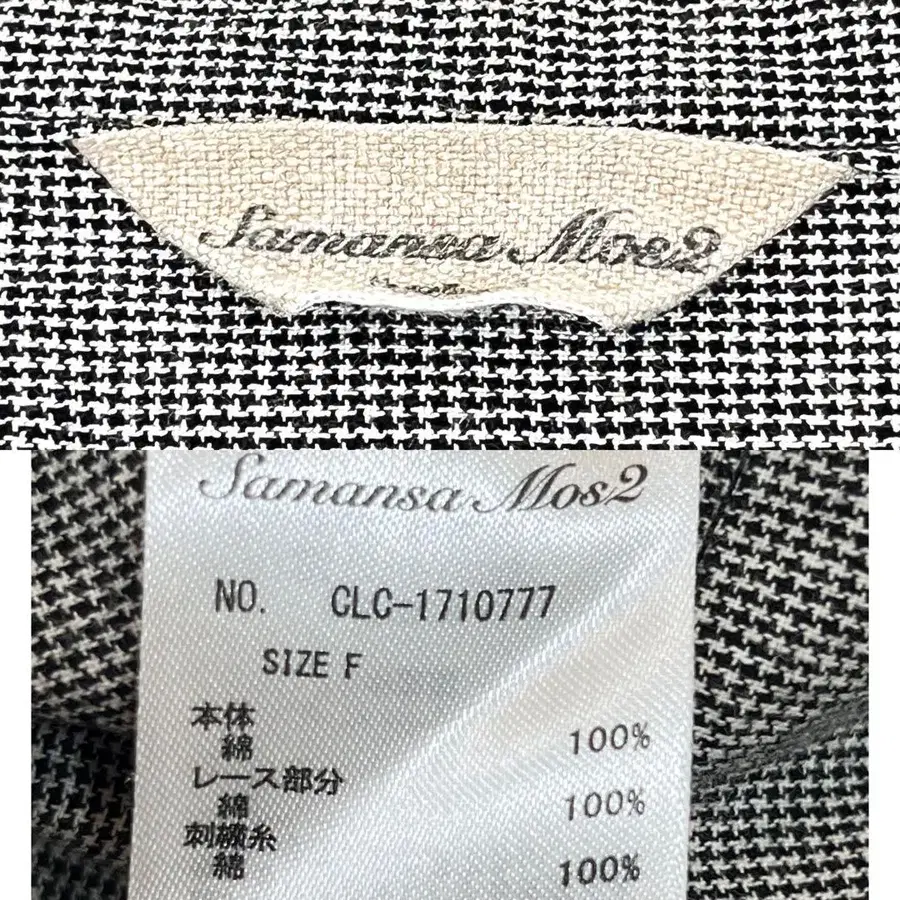 Samansa Mos2
Samansa Mos2
NO. CLC-1710777
SIZE F
本体
綿 100%
レース部分
綿 100%
刺繍糸
綿 100%